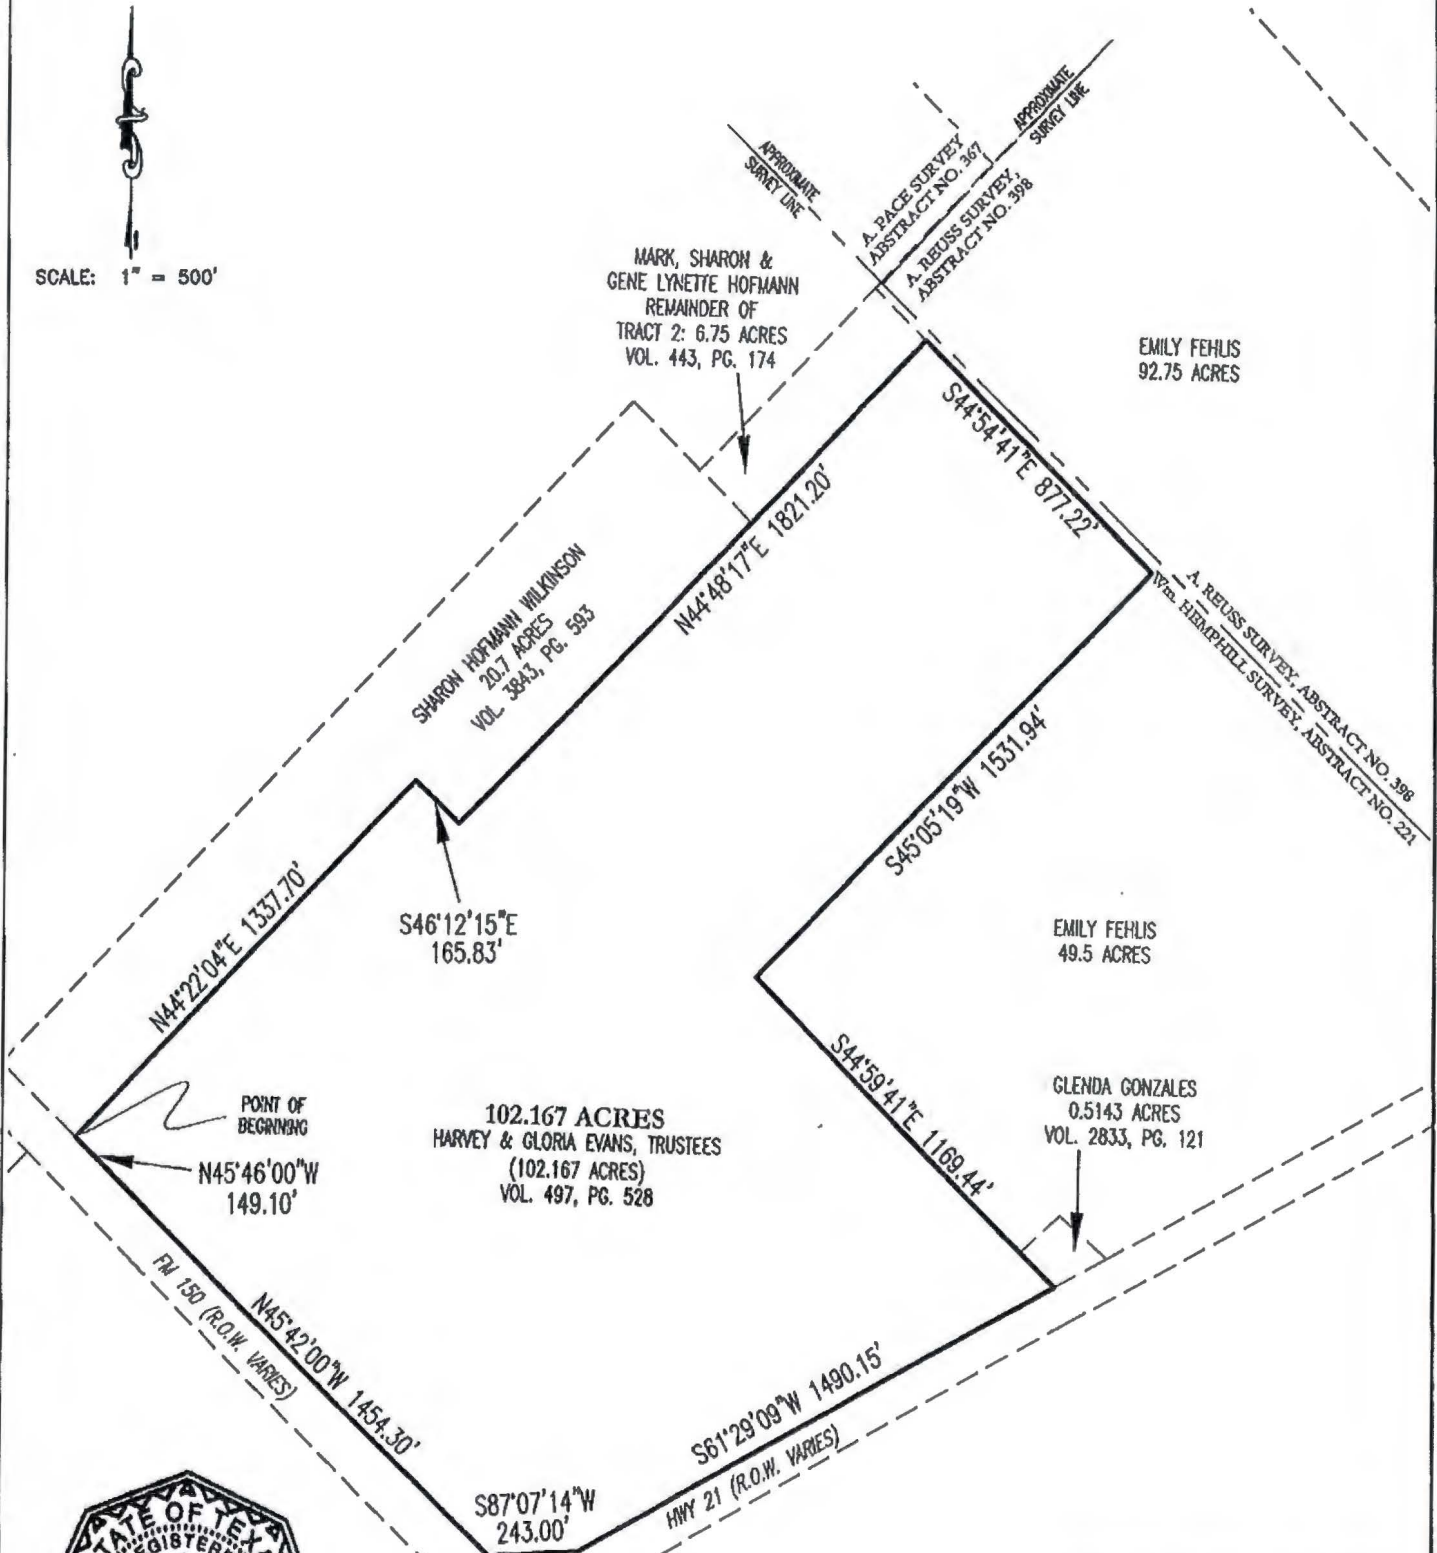 SCALE: 1" = 500'
APPROXIMATE
SURVEY LINE
APPROXIMATE
SURVEY LINE
A. PACE SURVEY
ABSTRACT NO. 367
A. REUSS SURVEY,
ABSTRACT NO. 398
MARK, SHARON &
GENE LYNETTE HOFMANN
REMAINDER OF
TRACT 2: 6.75 ACRES
VOL. 443, PG. 174
EMILY FEHLIS
92.75 ACRES
S44°54'41"E 877.22'
N44°48'17"E 1821.20'
SHARON HOFMANN WILKINSON
20.7 ACRES
VOL. 3843, PG. 593
A. REUSS SURVEY, ABSTRACT NO. 398
Wm. HEMPHILL SURVEY, ABSTRACT NO. 221
S45°05'19"W 1531.94'
N44°22'04"E 1337.70'
S46°12'15"E
165.83'
EMILY FEHLIS
49.5 ACRES
S44°59'41"E 1169.44'
GLENDA GONZALES
0.5143 ACRES
VOL. 2833, PG. 121
POINT OF
BEGINNING
102.167 ACRES
HARVEY & GLORIA EVANS, TRUSTEES
(102.167 ACRES)
VOL. 497, PG. 528
N45°46'00"W
149.10'
FM 150 (R.O.W. VARIES)
N45°42'00"W 1454.30'
S61°29'09"W 1490.15'
HWY 21 (R.O.W. VARIES)
S87°07'14"W
243.00'
STATE OF TEXA
EGISTER